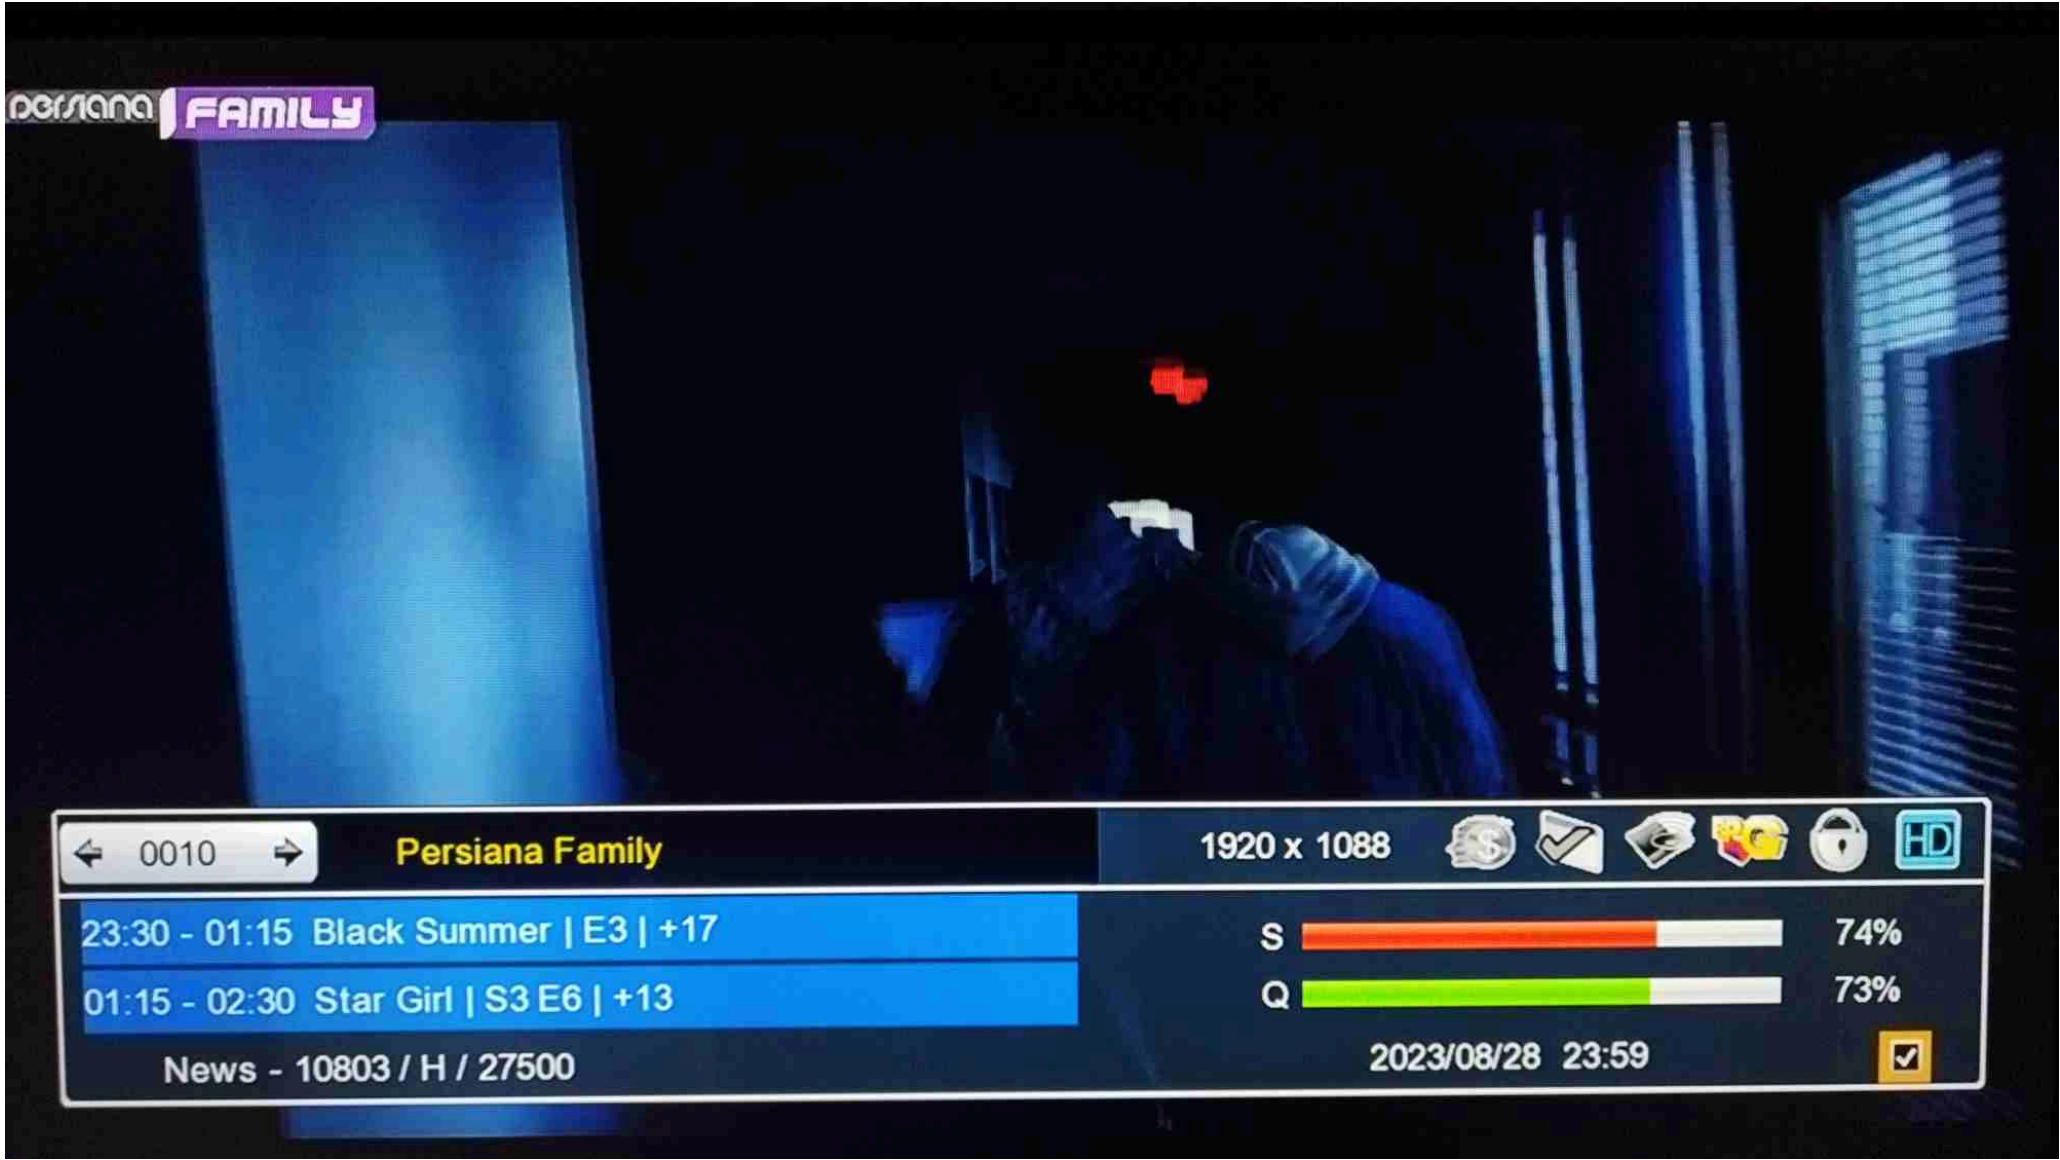 persiana FAMILY
0010 Persiana Family 1920 x 1088 HD
23:30 - 01:15 Black Summer | E3 | +17
S 74%
01:15 - 02:30 Star Girl | S3 E6 | +13
Q 73%
News - 10803 / H / 27500
2023/08/28 23:59